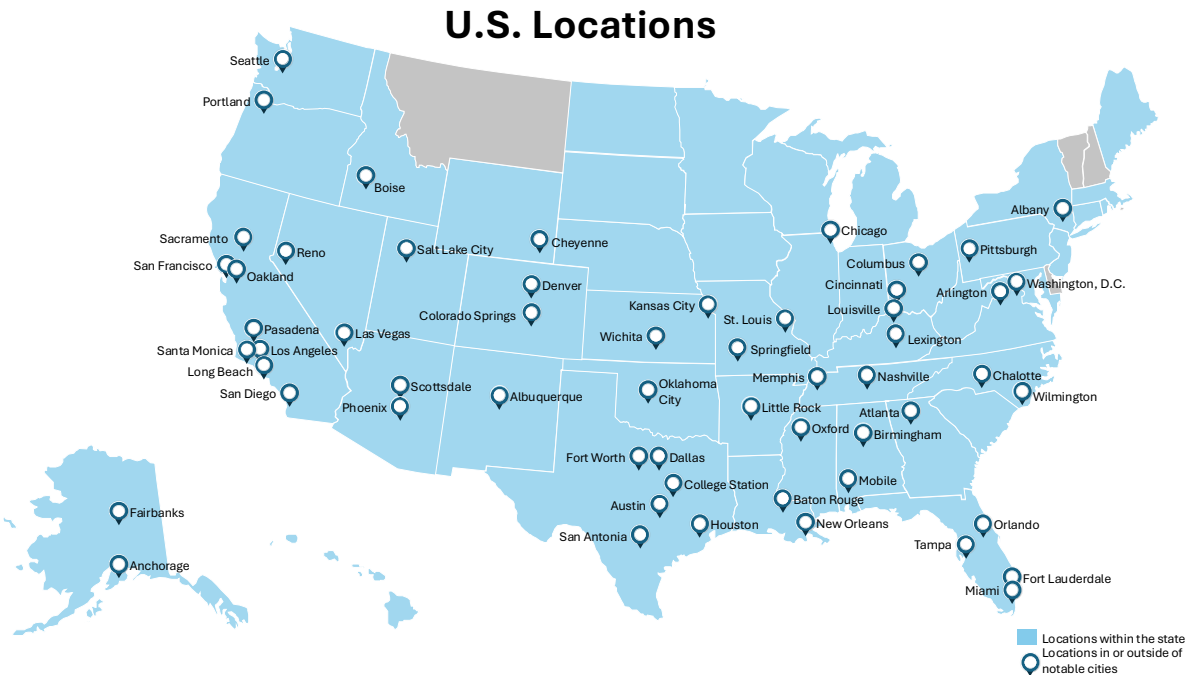 U.S. Locations
Seattle
Portland
Boise
Albany
Sacramento
Reno
Salt Lake City
Cheyenne
Chicago
Pittsburgh
San Francisco
Oakland
Columbus
Denver
Cincinnati
Arlington
Washington, D.C.
Colorado Springs
Kansas City
St. Louis
Louisville
Pasadena
Las Vegas
Wichita
Lexington
Santa Monica
Los Angeles
Springfield
Long Beach
San Diego
Scottsdale
Phoenix
Albuquerque
Oklahoma
City
Memphis
Nashville
Chalotte
Wilmington
Little Rock
Atlanta
Oxford
Birmingham
Fort Worth
Dallas
College Station
Mobile
Austin
Baton Rouge
Fairbanks
Houston
New Orleans
Orlando
San Antonia
Tampa
Anchorage
Fort Lauderdale
Miami
Locations within the state
Locations in or outside of
notable cities